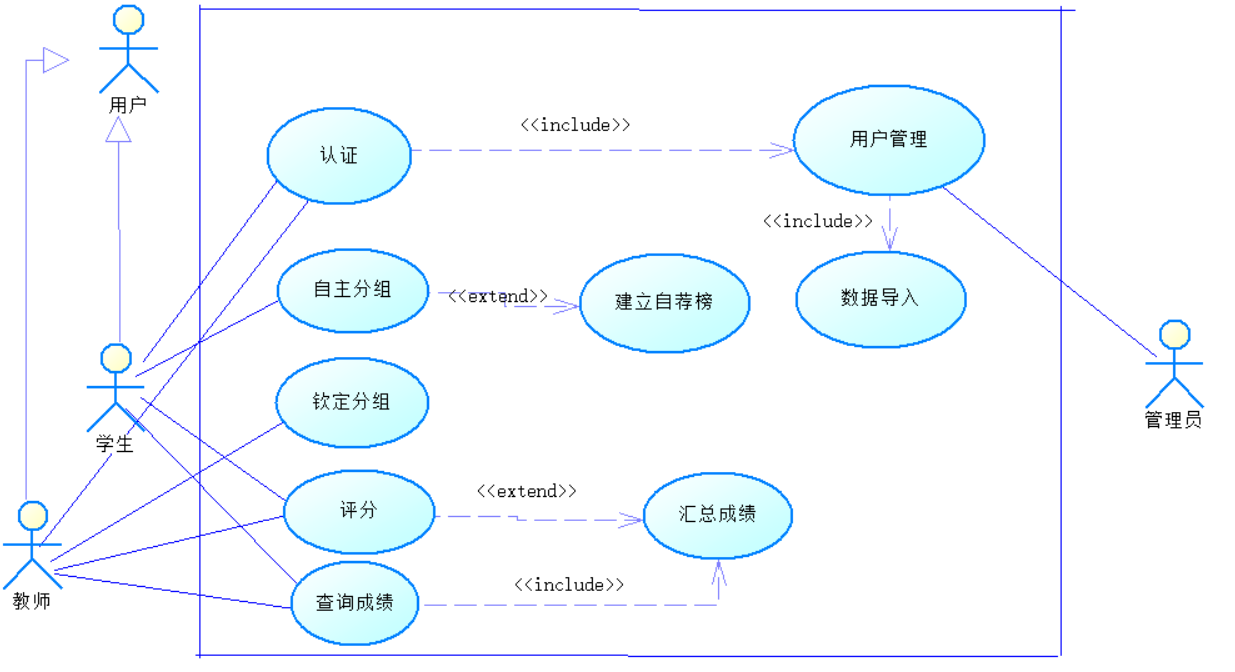 用户
<<include>>
认证
用户管理
<<include>>
自主分组
<<extend>>
建立自荐榜
数据导入
钦定分组
学生
管理员
<<extend>>
评分
汇总成绩
<<include>>
查询成绩
教师